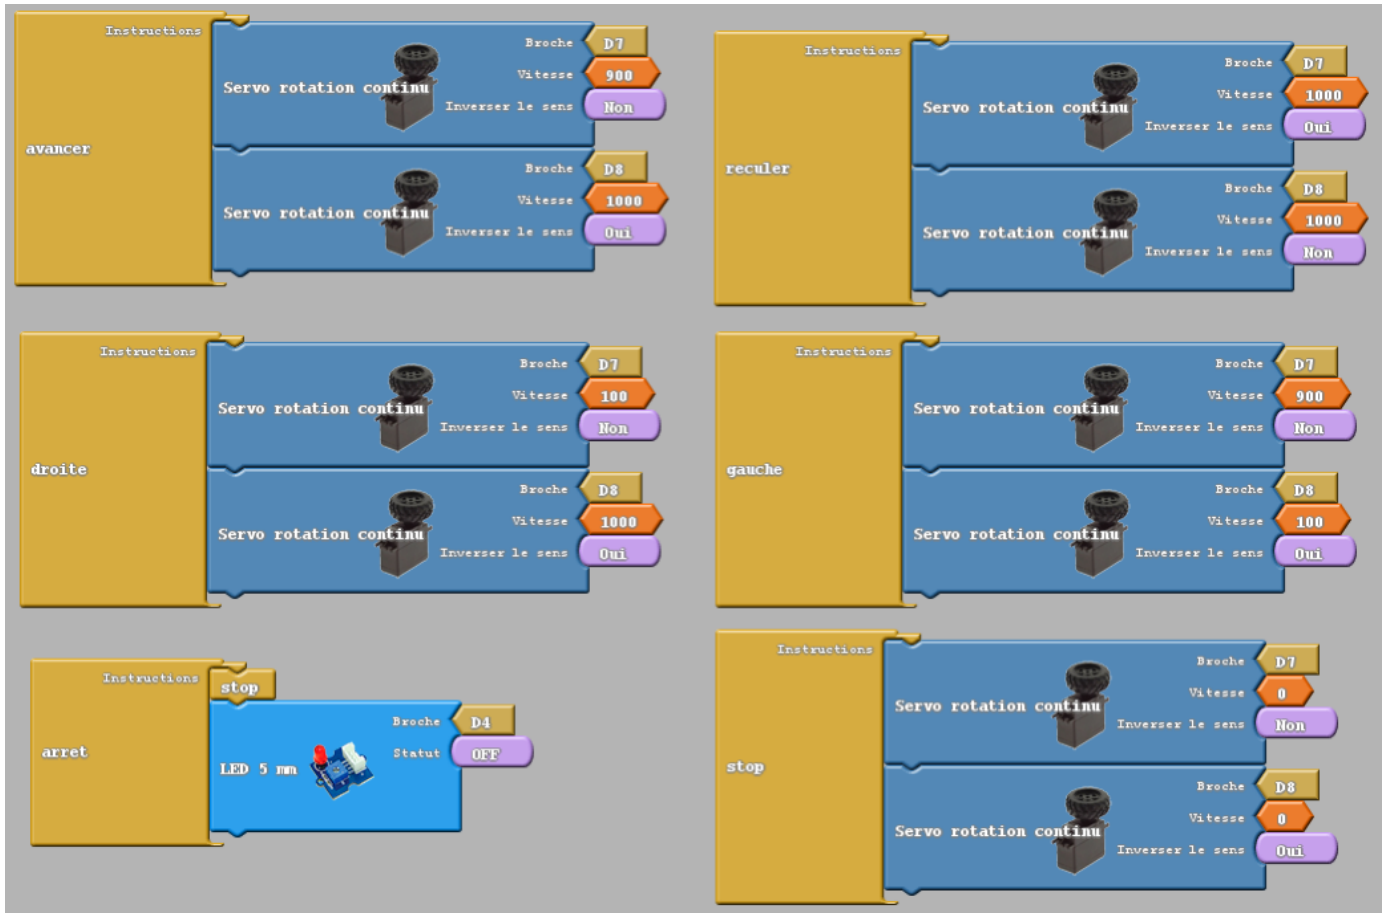 Instructions
Broche D7
Vitesse 900
Servo rotation continu
Inverser le sens Non
avancer
Broche D8
Vitesse 1000
Servo rotation continu
Inverser le sens Oui
Instructions
Broche D7
Vitesse 1000
Servo rotation continu
Inverser le sens Oui
reculer
Broche D8
Vitesse 1000
Servo rotation continu
Inverser le sens Non
Instructions
Broche D7
Vitesse 100
Servo rotation continu
Inverser le sens Non
droite
Broche D8
Vitesse 1000
Servo rotation continu
Inverser le sens Oui
Instructions
Broche D7
Vitesse 900
Servo rotation continu
Inverser le sens Non
gauche
Broche D8
Vitesse 100
Servo rotation continu
Inverser le sens Oui
Instructions
stop
Broche D4
arret
Statut OFF
LED 5 mm
Instructions
Broche D7
Vitesse 0
Servo rotation continu
Inverser le sens Non
stop
Broche D8
Vitesse 0
Servo rotation continu
Inverser le sens Oui